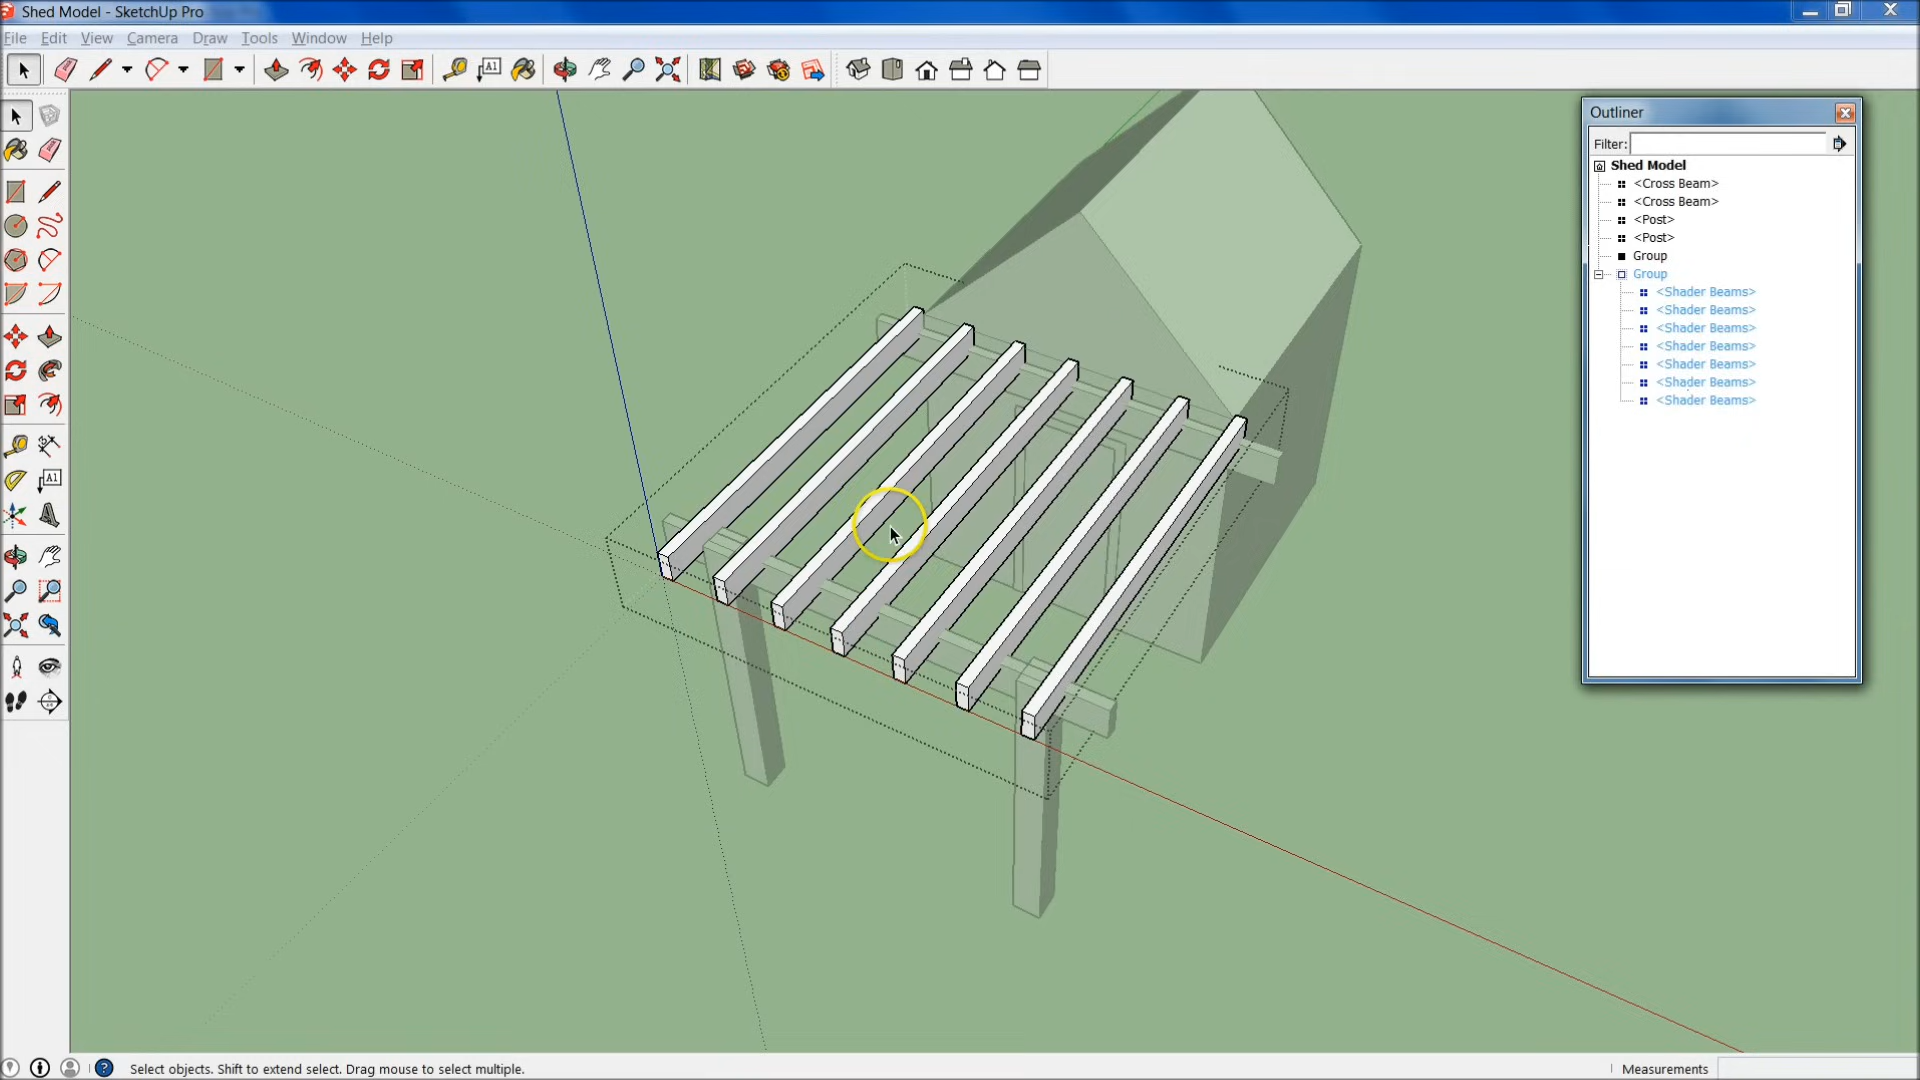 Shed Model - SketchUp Pro
File Edit View Camera Draw Tools Window Help
A1
Outliner
Filter:
Shed Model
<Cross Beam>
<Cross Beam>
<Post>
<Post>
Group
Group
<Shader Beams>
<Shader Beams>
<Shader Beams>
<Shader Beams>
<Shader Beams>
<Shader Beams>
<Shader Beams>
A1
Select objects. Shift to extend select. Drag mouse to select multiple.
Measurements